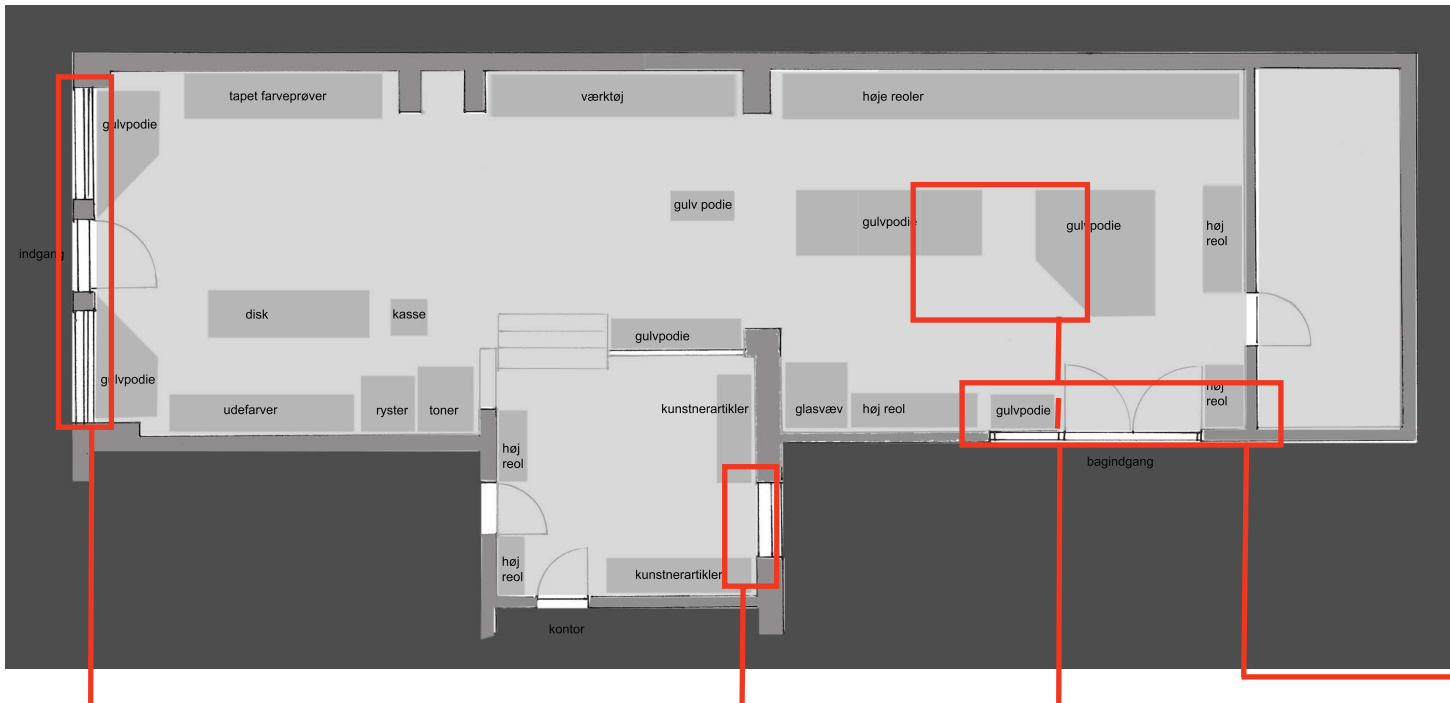 tapet farveprøver
værktøj
høje reoler
gulvpodie
gulv podie
gulvpodie
gulvpodie
høj
reol
indgang
disk
kasse
gulvpodie
gulvpodie
udefarver
ryster
toner
kunstnerartikler
glasvæv
høj reol
gulvpodie
høj
reol
høj
reol
bagindgang
høj
reol
kunstnerartikler
kontor